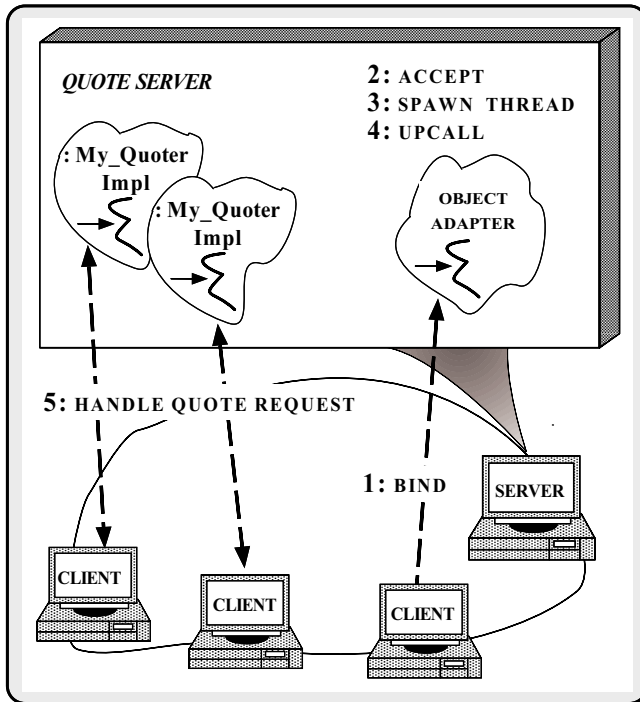 QUOTE SERVER
2: ACCEPT
3: SPAWN THREAD
4: UPCALL
: My_Quoter
Impl
: My_Quoter
Impl
OBJECT
ADAPTER
5: HANDLE QUOTE REQUEST
1: BIND
SERVER
CLIENT
CLIENT
CLIENT